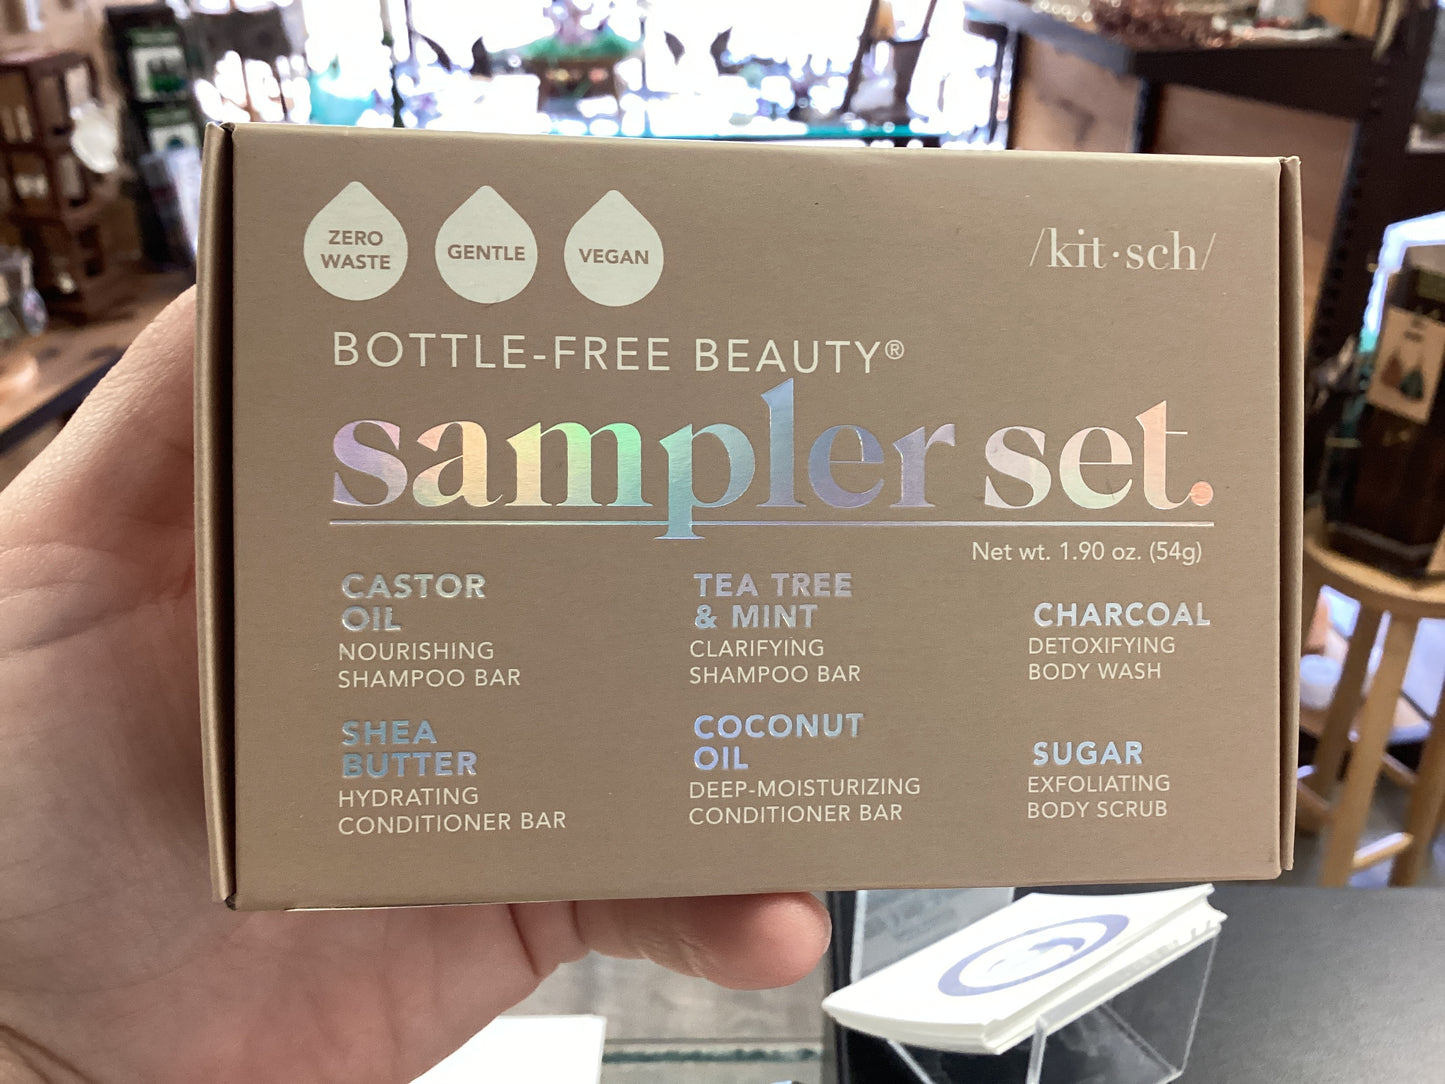 ZERO
WASTE
GENTLE
VEGAN
/kit·sch/
BOTTLE-FREE BEAUTY®
sampler set.
Net wt. 1.90 oz. (54g)
CASTOR
OIL
NOURISHING
SHAMPOO BAR
TEA TREE
& MINT
CLARIFYING
SHAMPOO BAR
CHARCOAL
DETOXIFYING
BODY WASH
SHEA
BUTTER
HYDRATING
CONDITIONER BAR
COCONUT
OIL
DEEP-MOISTURIZING
CONDITIONER BAR
SUGAR
EXFOLIATING
BODY SCRUB